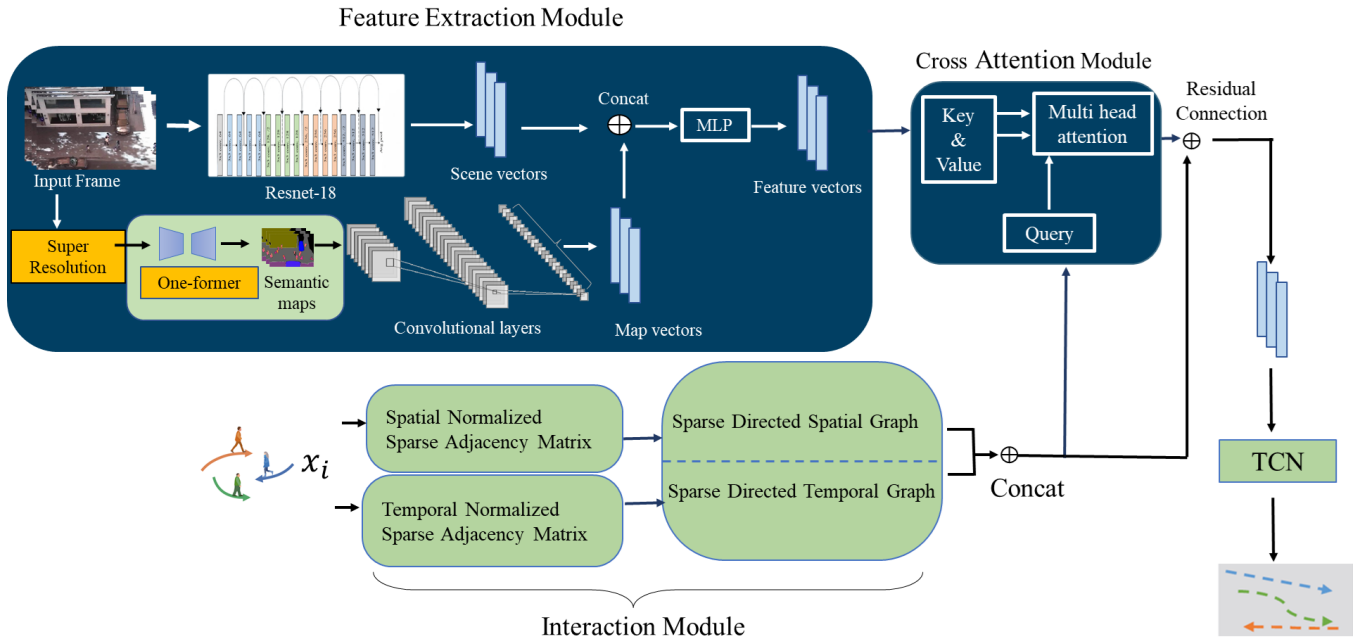 Feature Extraction Module
Input Frame
Resnet-18
Scene vectors
Concat
MLP
Feature vectors
Super
Resolution
One-former
Semantic
maps
Convolutional layers
Map vectors
Cross Attention Module
Key
&
Value
Multi head
attention
Query
Residual
Connection
x_i
Spatial Normalized
Sparse Adjacency Matrix
Temporal Normalized
Sparse Adjacency Matrix
Sparse Directed Spatial Graph
Sparse Directed Temporal Graph
Concat
TCN
Interaction Module